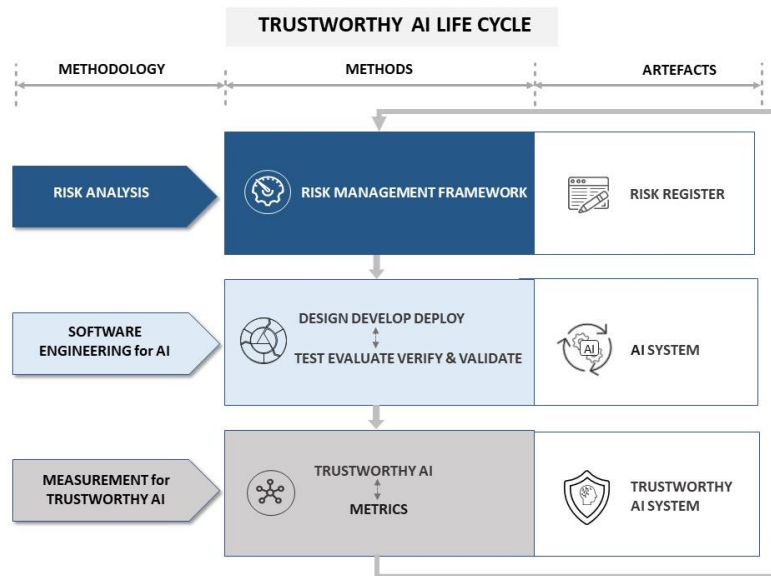 TRUSTWORTHY AI LIFE CYCLE
METHODOLOGY
METHODS
ARTEFACTS
RISK ANALYSIS
RISK MANAGEMENT FRAMEWORK
RISK REGISTER
SOFTWARE
ENGINEERING for AI
DESIGN DEVELOP DEPLOY
TEST EVALUATE VERIFY & VALIDATE
AI
AI SYSTEM
MEASUREMENT for
TRUSTWORTHY AI
TRUSTWORTHY AI
METRICS
TRUSTWORTHY
AI SYSTEM